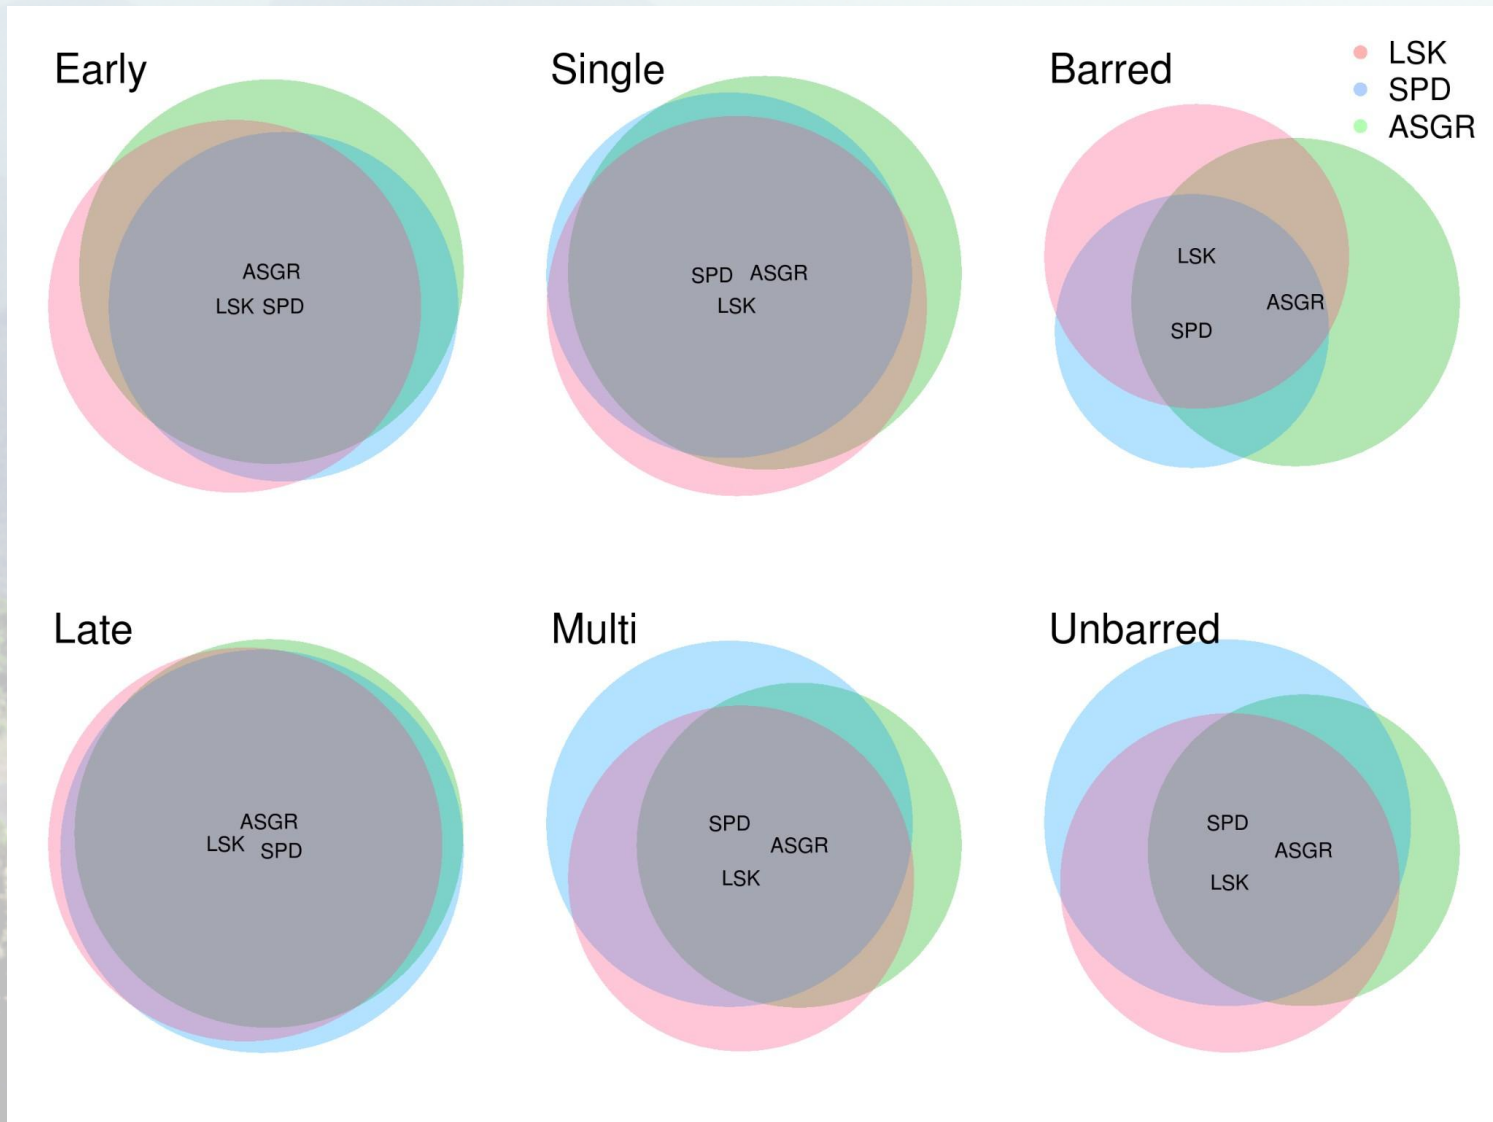 Early
ASGR
LSK SPD
Single
SPD ASGR
LSK
Barred
LSK
ASGR
SPD
LSK
SPD
ASGR
Late
ASGR
LSK
SPD
Multi
SPD
ASGR
LSK
Unbarred
SPD
ASGR
LSK